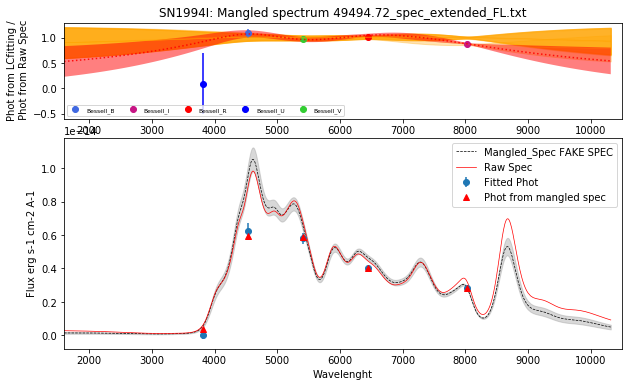 SN1994I: Mangled spectrum 49494.72_spec_extended_FL.txt
Phot from LCfitting /
Phot from Raw Spec
1.0
0.5
0.0
−0.5
Bessell_B
Bessell_I
Bessell_R
Bessell_U
Bessell_V
2000 3000 4000 5000 6000 7000 8000 9000 10000
1e−14
Flux erg s-1 cm-2 A-1
1.0
0.8
0.6
0.4
0.2
0.0
Mangled_Spec FAKE SPEC
Raw Spec
Fitted Phot
Phot from mangled spec
2000 3000 4000 5000 6000 7000 8000 9000 10000
Wavelenght